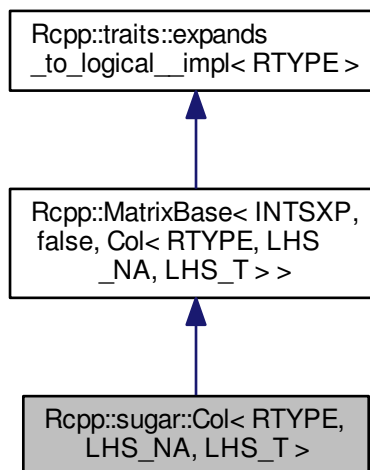 Rcpp::traits::expands
_to_logical__impl< RTYPE >
Rcpp::MatrixBase< INTSXP,
false, Col< RTYPE, LHS
_NA, LHS_T > >
Rcpp::sugar::Col< RTYPE,
LHS_NA, LHS_T >